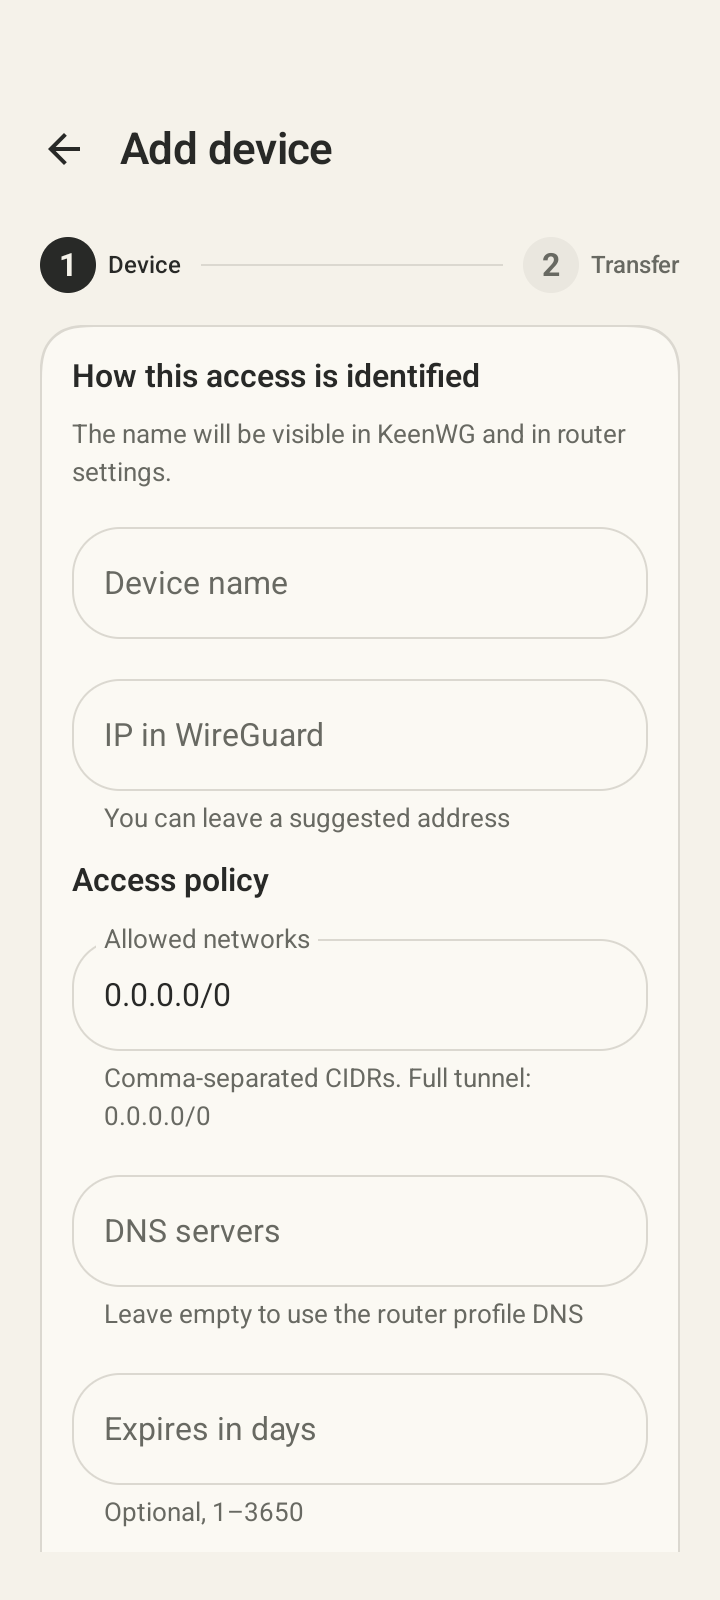 Add device
1 Device 2 Transfer
How this access is identified
The name will be visible in KeenWG and in router
settings.
Device name
IP in WireGuard
You can leave a suggested address
Access policy
Allowed networks
0.0.0.0/0
Comma-separated CIDRs. Full tunnel:
0.0.0.0/0
DNS servers
Leave empty to use the router profile DNS
Expires in days
Optional, 1–3650